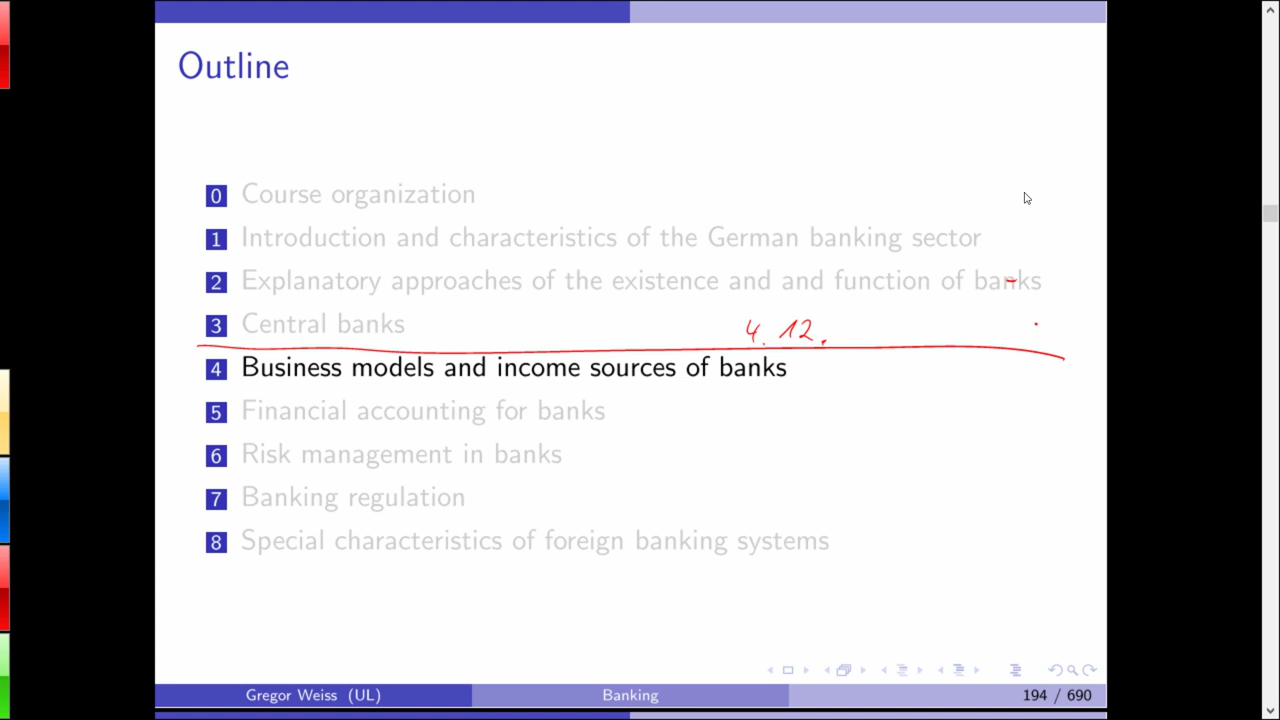 Outline
0 Course organization
1 Introduction and characteristics of the German banking sector
2 Explanatory approaches of the existence and and function of banks
3 Central banks
4. 12.
4 Business models and income sources of banks
5 Financial accounting for banks
6 Risk management in banks
7 Banking regulation
8 Special characteristics of foreign banking systems
Gregor Weiss (UL) Banking 194 / 690